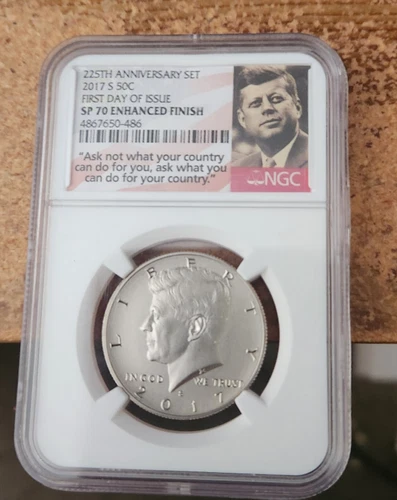 225TH ANNIVERSARY SET
2017 S 50C
FIRST DAY OF ISSUE
SP 70 ENHANCED FINISH
4867650-486
"Ask not what your country
can do for you, ask what you
can do for your country."
NGC
LIBERTY
IN GOD WE TRUST
S
2017